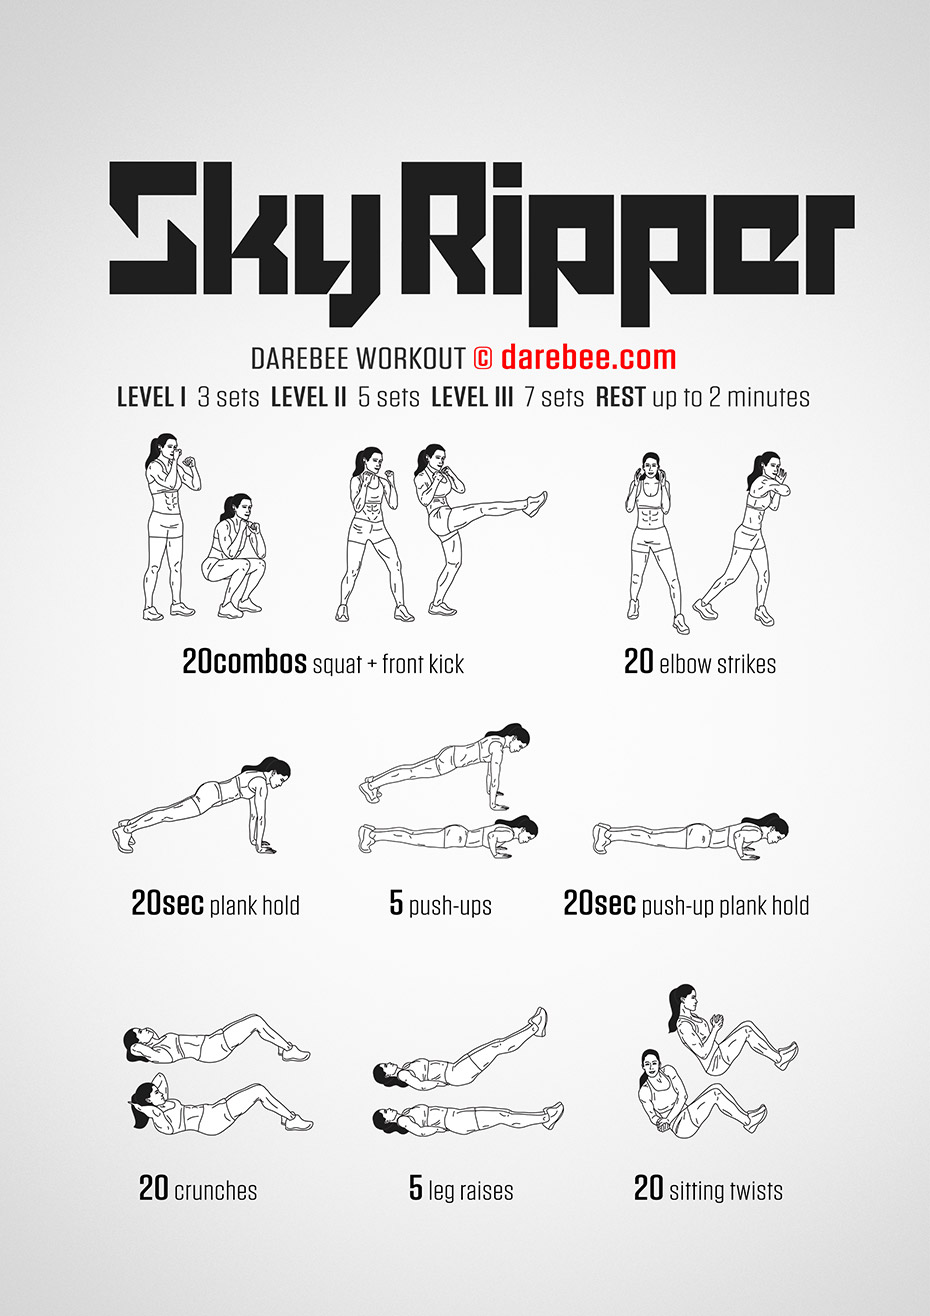 Sky Ripper
DAREBEE WORKOUT © darebee.com
LEVEL I 3 sets LEVEL II 5 sets LEVEL III 7 sets REST up to 2 minutes
20combos squat + front kick
20 elbow strikes
20sec plank hold
5 push-ups
20sec push-up plank hold
20 crunches
5 leg raises
20 sitting twists